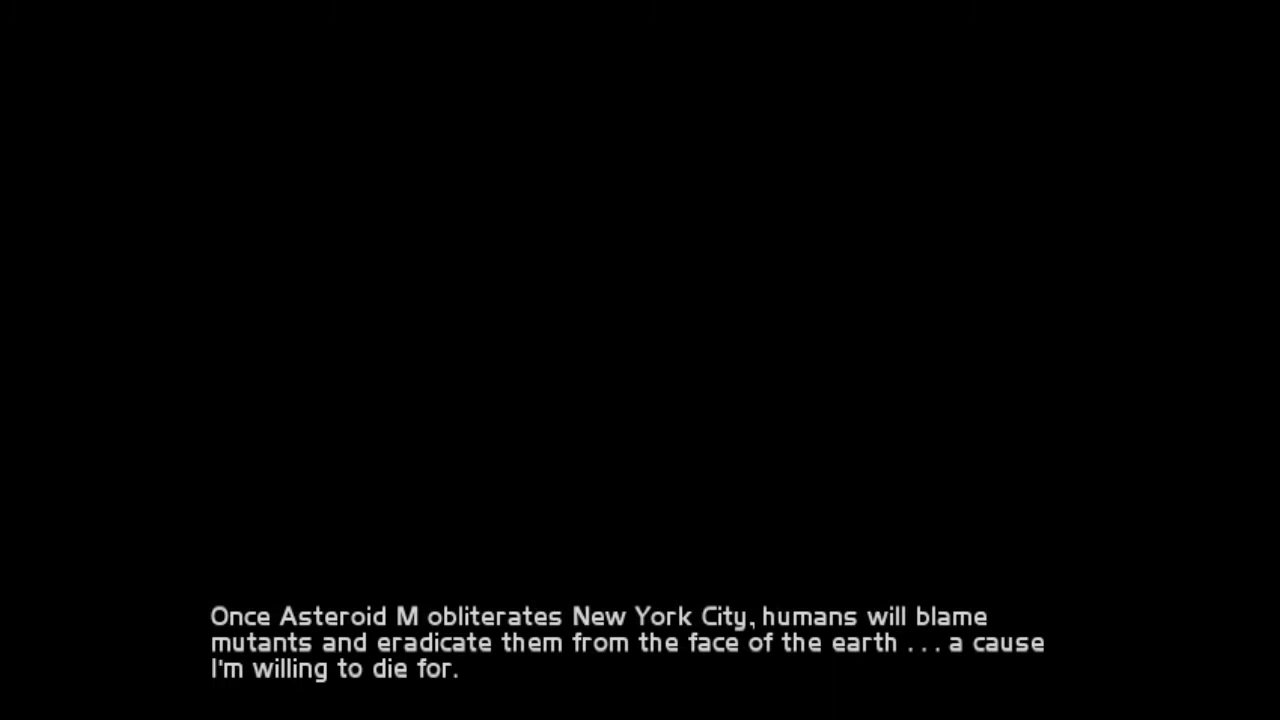 Once Asteroid M obliterates New York City, humans will blame
mutants and eradicate them from the face of the earth . . . a cause
I'm willing to die for.